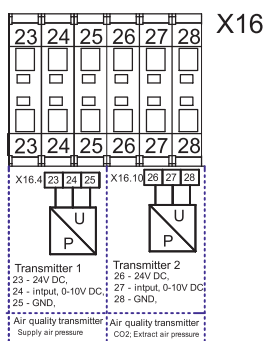 X16
23 24 25 26 27 28
23 24 25 26 27 28
X16.4 23 24 25
X16.10 26 27 28
U
P
U
P
Transmitter 1
23 - 24V DC,
24 - intput, 0-10V DC,
25 - GND,
Transmitter 2
26 - 24V DC,
27 - intput, 0-10V DC
28 - GND,
Air quality transmitter
Supply air pressure
Air quality transmitter
CO2; Extract air pressure